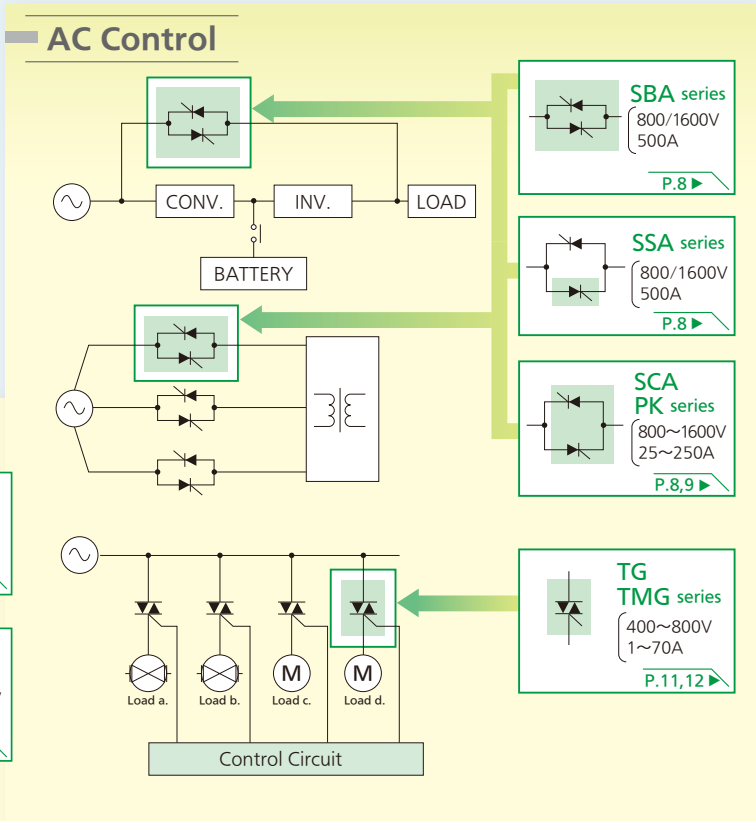 AC Control
CONV.
INV.
LOAD
BATTERY
SBA series
800/1600V
500A
P.8 ▶
SSA series
800/1600V
500A
P.8 ▶
SCA
PK series
800～1600V
25～250A
P.8,9 ▶
M
M
Load a.
Load b.
Load c.
Load d.
Control Circuit
TG
TMG series
400～800V
1～70A
P.11,12 ▶